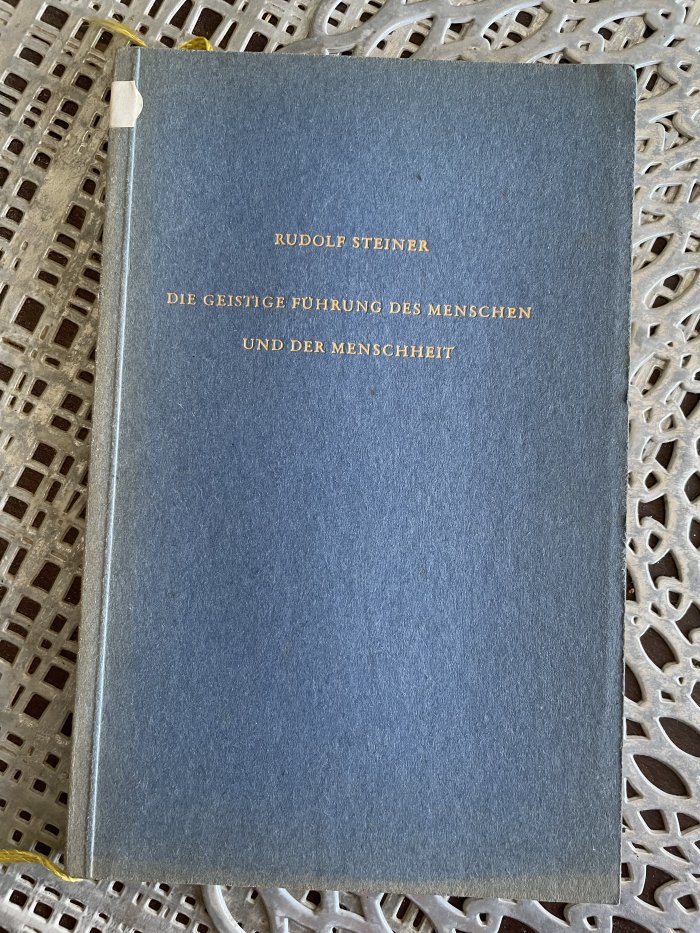 RUDOLF STEINER
DIE GEISTIGE FÜHRUNG DES MENSCHEN
UND DER MENSCHHEIT